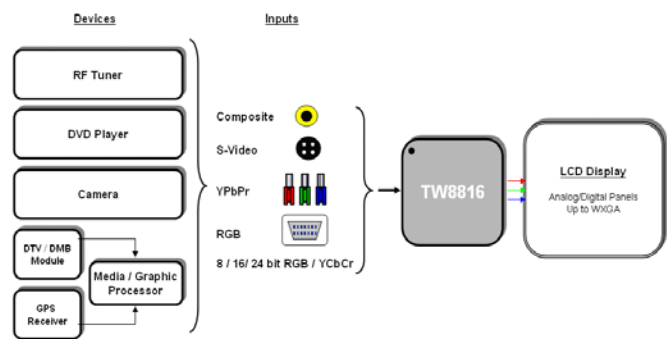 Devices
RF Tuner
DVD Player
Camera
DTV / DMB
Module
Media / Graphic
Processor
GPS
Receiver
Inputs
Composite
S-Video
YPbPr
RGB
8 / 16/ 24 bit RGB / YCbCr
TW8816
LCD Display
Analog/Digital Panels
Up to WXGA